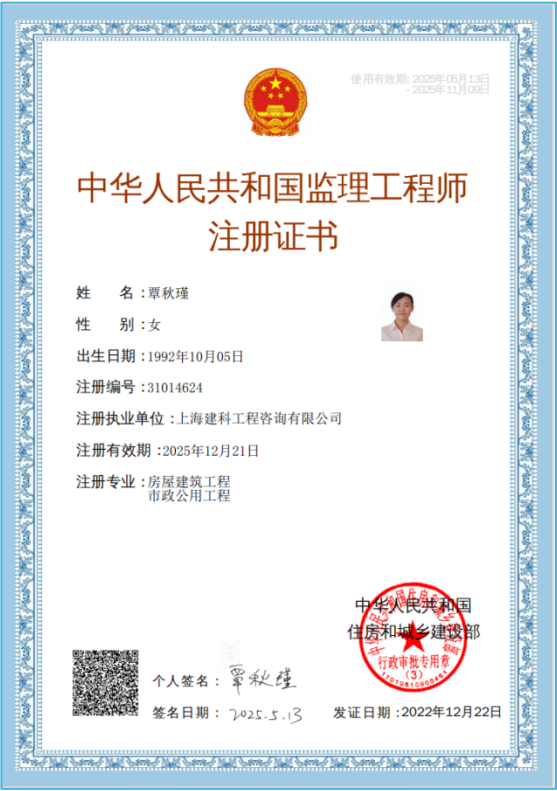 使用有效期: 2025年05月13日
- 2025年11月09日
中华人民共和国监理工程师
注册证书
姓 名:覃秋瑾
性 别:女
出生日期:1992年10月05日
注册编号:31014624
注册执业单位:上海建科工程咨询有限公司
注册有效期:2025年12月21日
注册专业:房屋建筑工程
市政公用工程
中华人民共和国
住房和城乡建设部
行政审批专用章
(3)
个人签名:覃秋瑾
签名日期:2025.5.13
发证日期:2022年12月22日